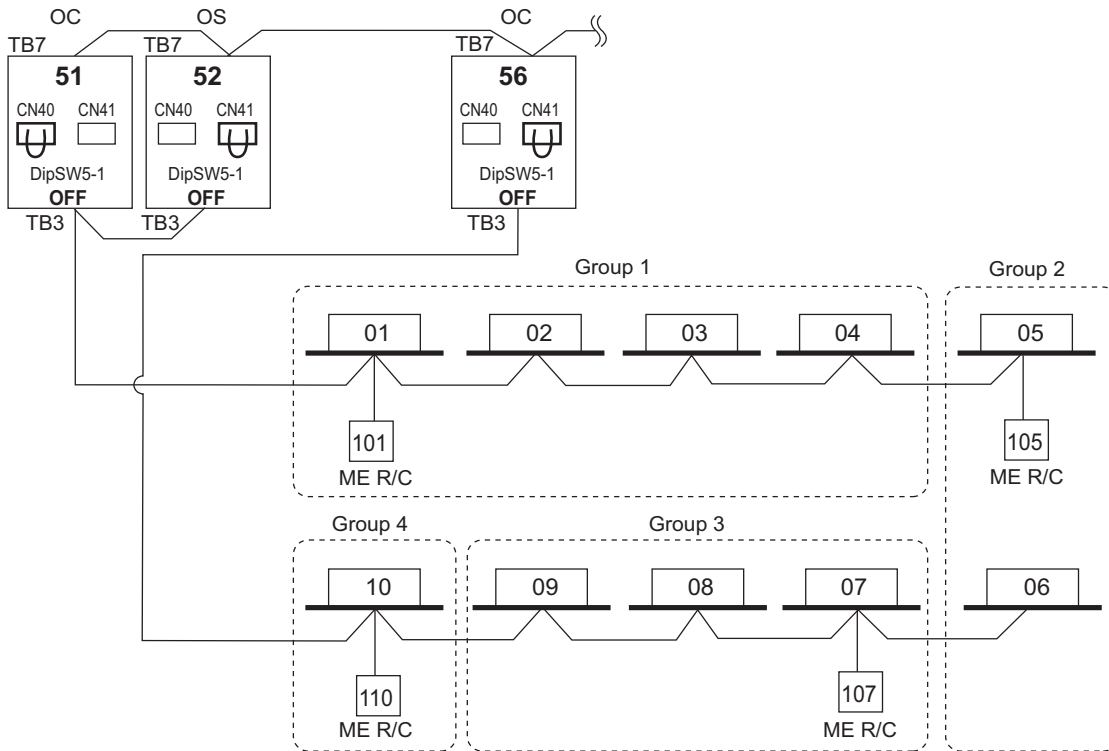 OC OS OC
TB7 TB7 TB7
51 52 56
CN40 CN41 CN40 CN41 CN40 CN41
DipSW5-1 DipSW5-1 DipSW5-1
OFF OFF OFF
TB3 TB3 TB3
Group 1 Group 2
01 02 03 04 05
101 105
ME R/C ME R/C
Group 4 Group 3
10 09 08 07 06
110 107
ME R/C ME R/C